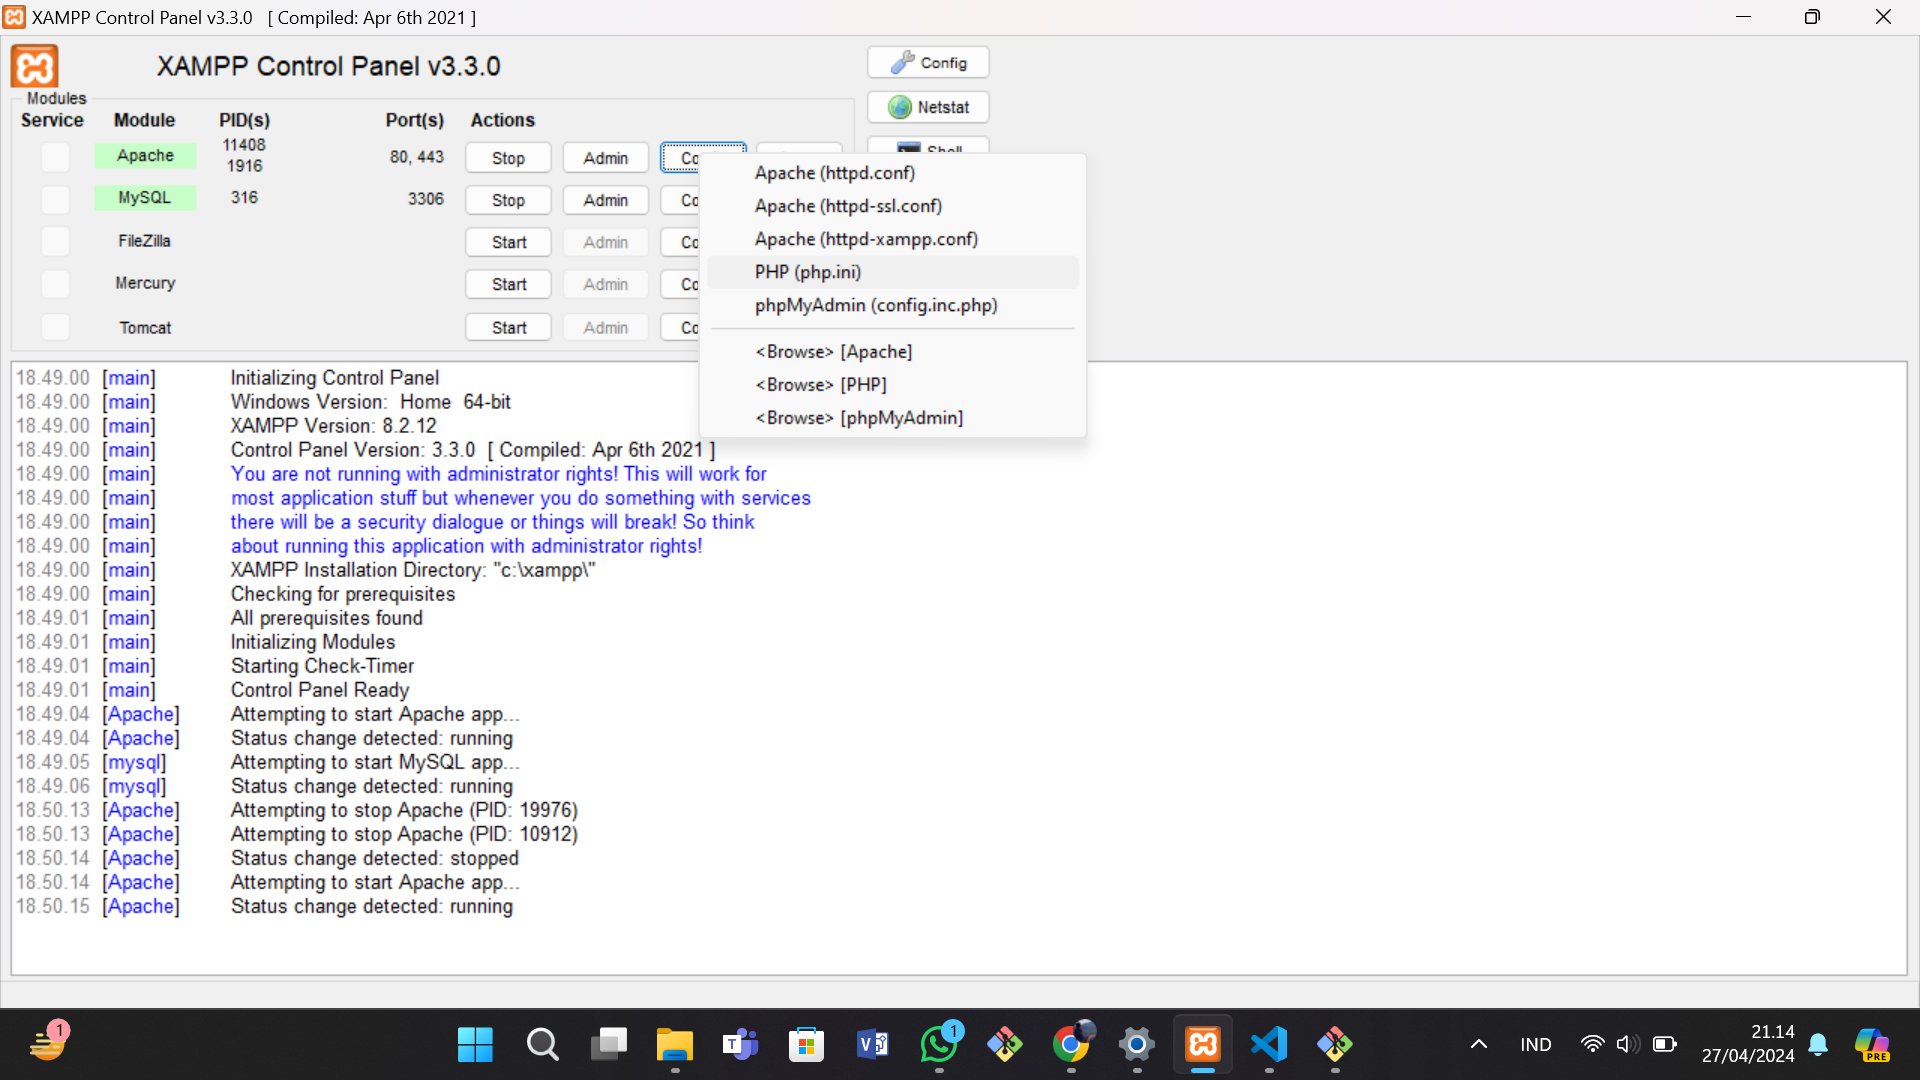 XAMPP Control Panel v3.3.0 [ Compiled: Apr 6th 2021 ]
XAMPP Control Panel v3.3.0
Config
Netstat
Shell
Modules
Service Module PID(s) Port(s) Actions
Apache 11408 1916 80, 443 Stop Admin
MySQL 316 3306 Stop Admin
FileZilla Start Admin
Mercury Start Admin
Tomcat Start Admin
Apache (httpd.conf)
Apache (httpd-ssl.conf)
Apache (httpd-xampp.conf)
PHP (php.ini)
phpMyAdmin (config.inc.php)
<Browse> [Apache]
<Browse> [PHP]
<Browse> [phpMyAdmin]
18.49.00 [main] Initializing Control Panel
18.49.00 [main] Windows Version: Home 64-bit
18.49.00 [main] XAMPP Version: 8.2.12
18.49.00 [main] Control Panel Version: 3.3.0 [ Compiled: Apr 6th 2021 ]
18.49.00 [main] You are not running with administrator rights! This will work for
18.49.00 [main] most application stuff but whenever you do something with services
18.49.00 [main] there will be a security dialogue or things will break! So think
18.49.00 [main] about running this application with administrator rights!
18.49.00 [main] XAMPP Installation Directory: "c:\xampp\"
18.49.00 [main] Checking for prerequisites
18.49.01 [main] All prerequisites found
18.49.01 [main] Initializing Modules
18.49.01 [main] Starting Check-Timer
18.49.01 [main] Control Panel Ready
18.49.04 [Apache] Attempting to start Apache app...
18.49.04 [Apache] Status change detected: running
18.49.05 [mysql] Attempting to start MySQL app...
18.49.06 [mysql] Status change detected: running
18.50.13 [Apache] Attempting to stop Apache (PID: 19976)
18.50.13 [Apache] Attempting to stop Apache (PID: 10912)
18.50.14 [Apache] Status change detected: stopped
18.50.14 [Apache] Attempting to start Apache app...
18.50.15 [Apache] Status change detected: running
1
1
IND
21.14
27/04/2024
PRE